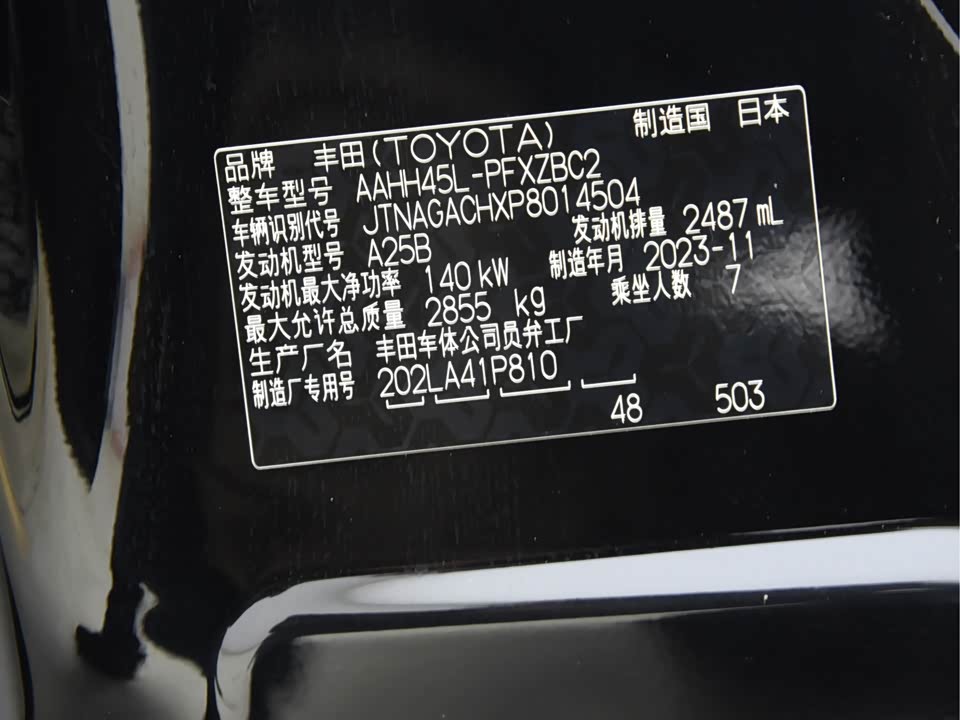 品牌 丰田(TOYOTA) 制造国 日本
整车型号 AAHH45L-PFXZBC2
车辆识别代号 JTNAGACHXP8014504
发动机型号 A25B 发动机排量 2487 mL
发动机最大净功率 140 kW 制造年月 2023-11
最大允许总质量 2855 kg 乘坐人数 7
生产厂名 丰田车体公司员弁工厂
制造厂专用号 202LA41P810
48 503